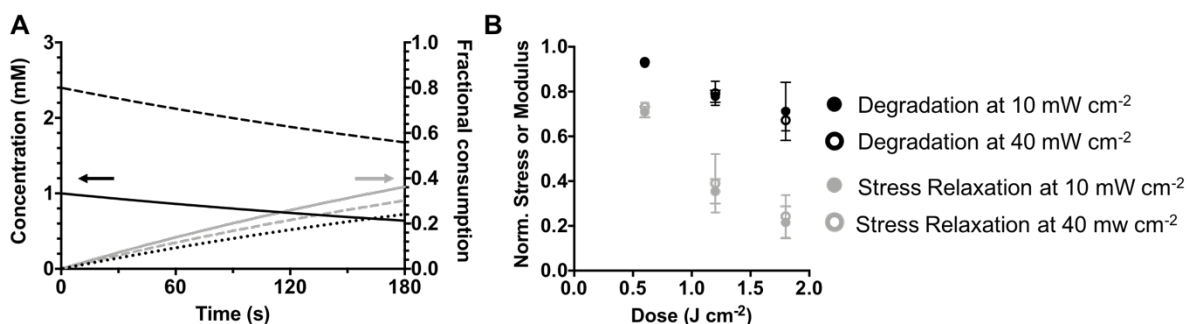 A
Concentration (mM)
3
2
1
0
0
60
120
180
Time (s)
1.0
0.8
0.6
0.4
0.2
0.0
Fractional consumption
B
Norm. Stress or Modulus
1.0
0.8
0.6
0.4
0.2
0.0
0.0
0.5
1.0
1.5
2.0
Dose (J cm-2)
Degradation at 10 mW cm-2
Degradation at 40 mW cm-2
Stress Relaxation at 10 mW cm-2
Stress Relaxation at 40 mw cm-2